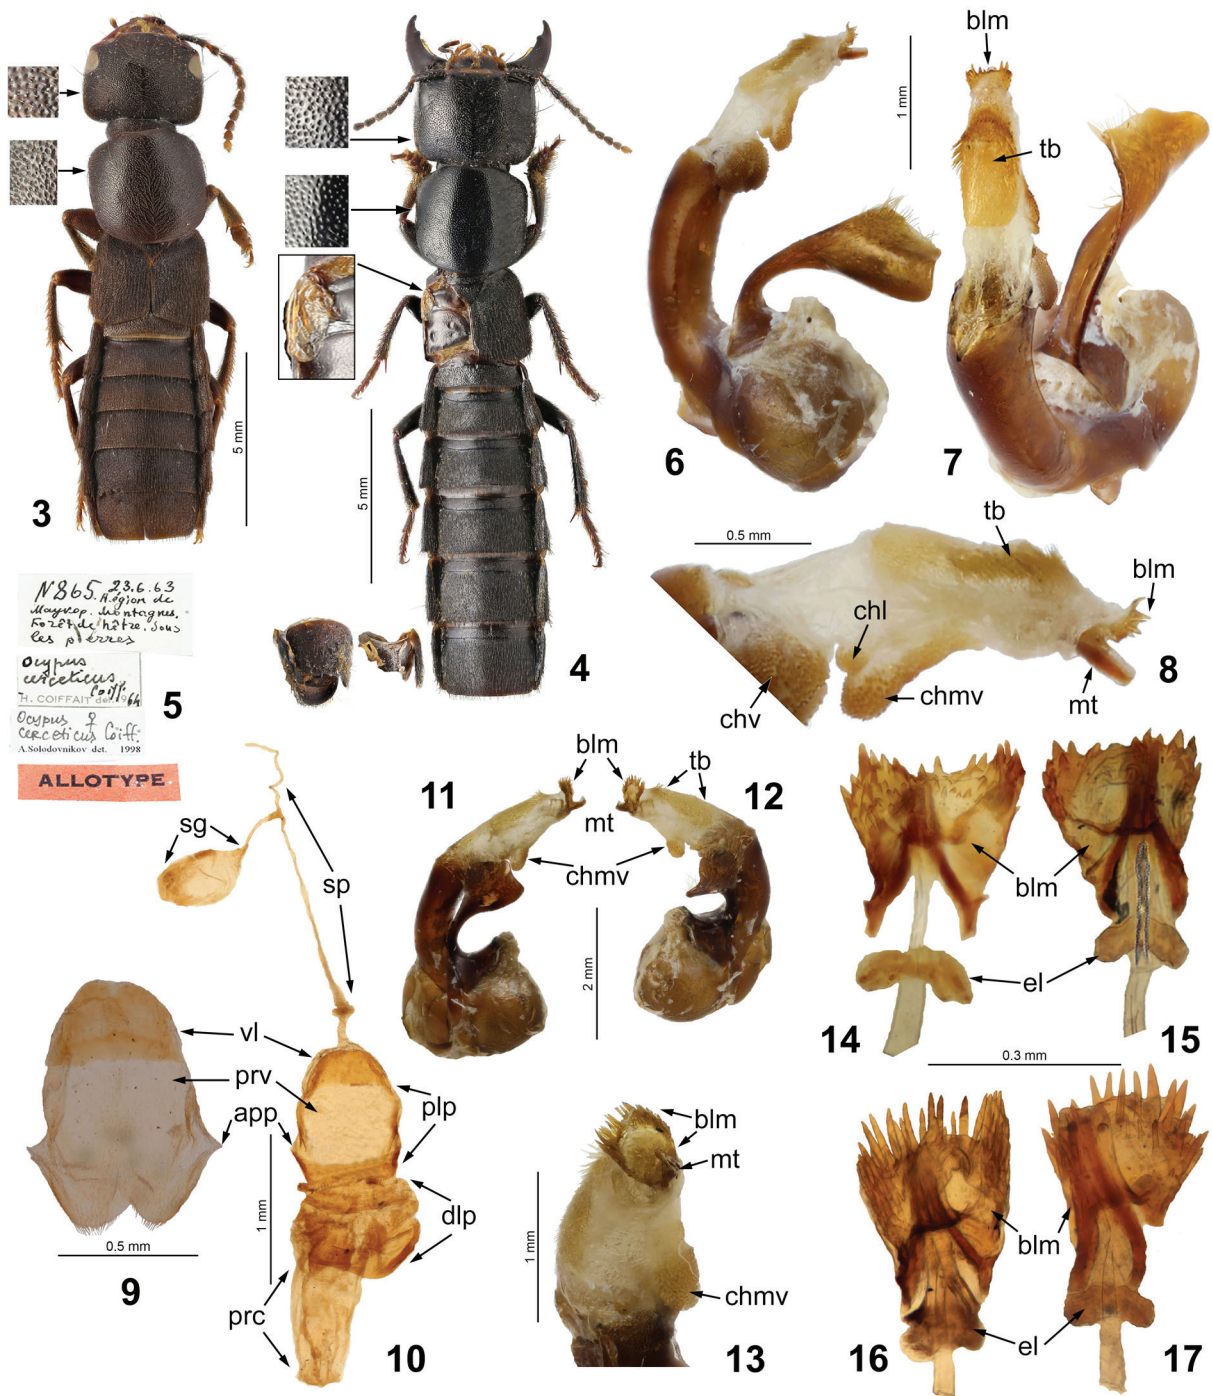 blm
1 mm
tb
3
5 mm
5 mm
4
6
7
N865 23.6.63
Région de
Maykop. Montagnes.
Forêt de hêtre. Sous
les pierres
Ocypus
cerceticus
Coiff.
H. COIFFAIT det. 1964
Ocypus ♀
cerceticus Coiff.
A.Solodovnikov det. 1998
ALLOTYPE
5
0.5 mm
tb
blm
chl
chmv
chv
mt
8
sg
sp
11
blm
tb
12
mt
chmv
2 mm
blm
el
14
15
0.3 mm
vl
prv
app
plp
dlp
prc
1 mm
0.5 mm
9
10
blm
mt
1 mm
chmv
13
blm
el
16
17